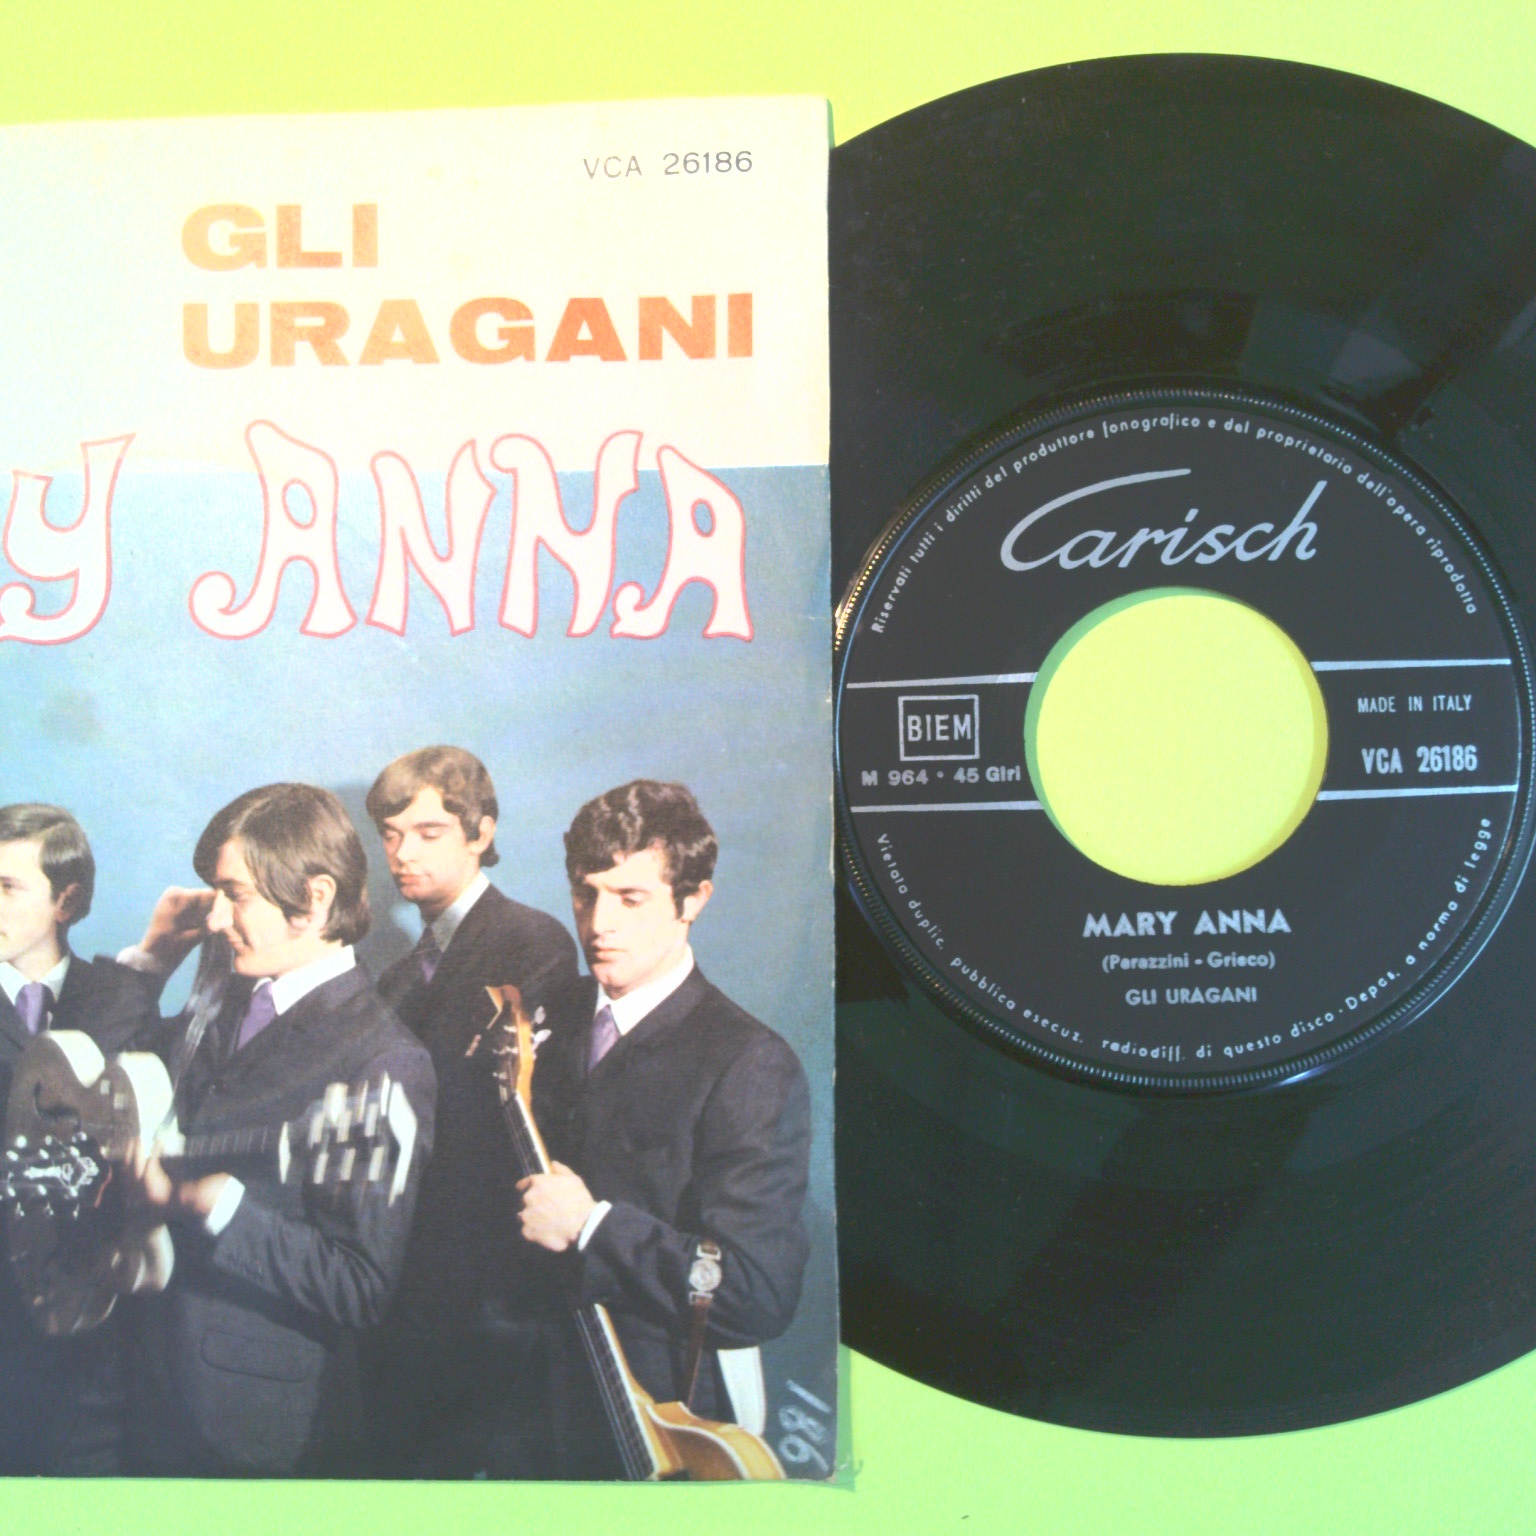 VCA 26186
GLI
URAGANI
Y ANNA
981
Riservati tutti i diritti del produttore fonografico e del proprietario dell'opera riprodotta
Carisch
BIEM
M 964 • 45 Giri
MADE IN ITALY
VCA 26186
MARY ANNA
(Parazzini - Grieco)
GLI URAGANI
Vietata duplic. pubblica esecuz. radiodiff. di questo disco - Depos. a norma di legge